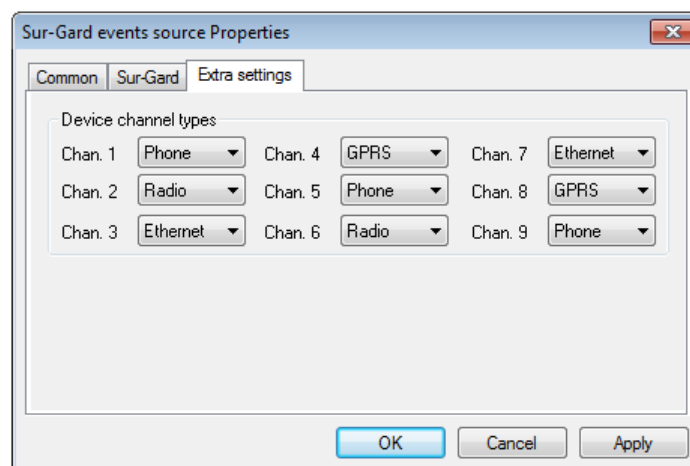 Sur-Gard events source Properties
Common Sur-Gard Extra settings
Device channel types
Chan. 1 Phone Chan. 4 GPRS Chan. 7 Ethernet
Chan. 2 Radio Chan. 5 Phone Chan. 8 GPRS
Chan. 3 Ethernet Chan. 6 Radio Chan. 9 Phone
OK Cancel Apply